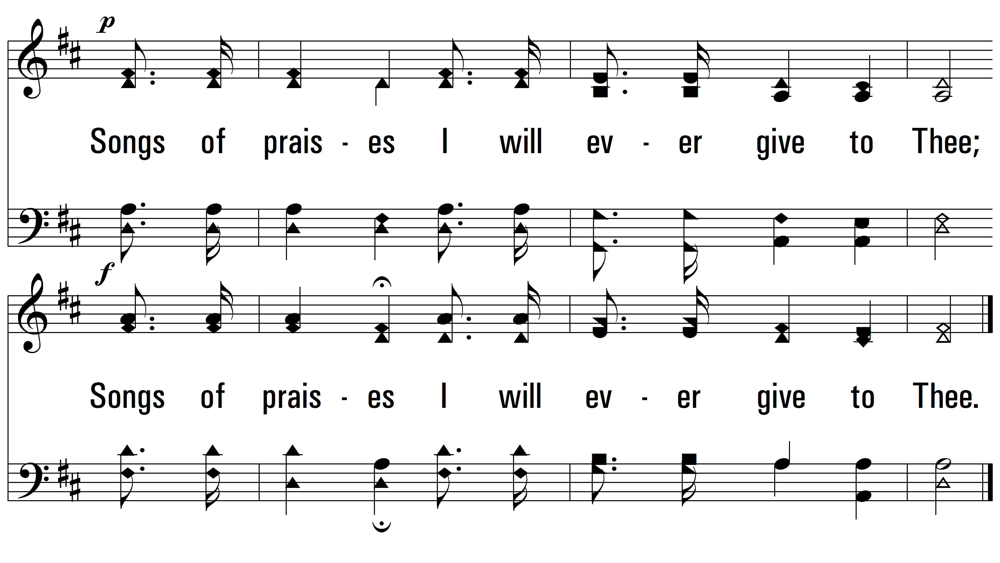 p
Songs of prais - es I will ev - er give to Thee;
f
Songs of prais - es I will ev - er give to Thee.